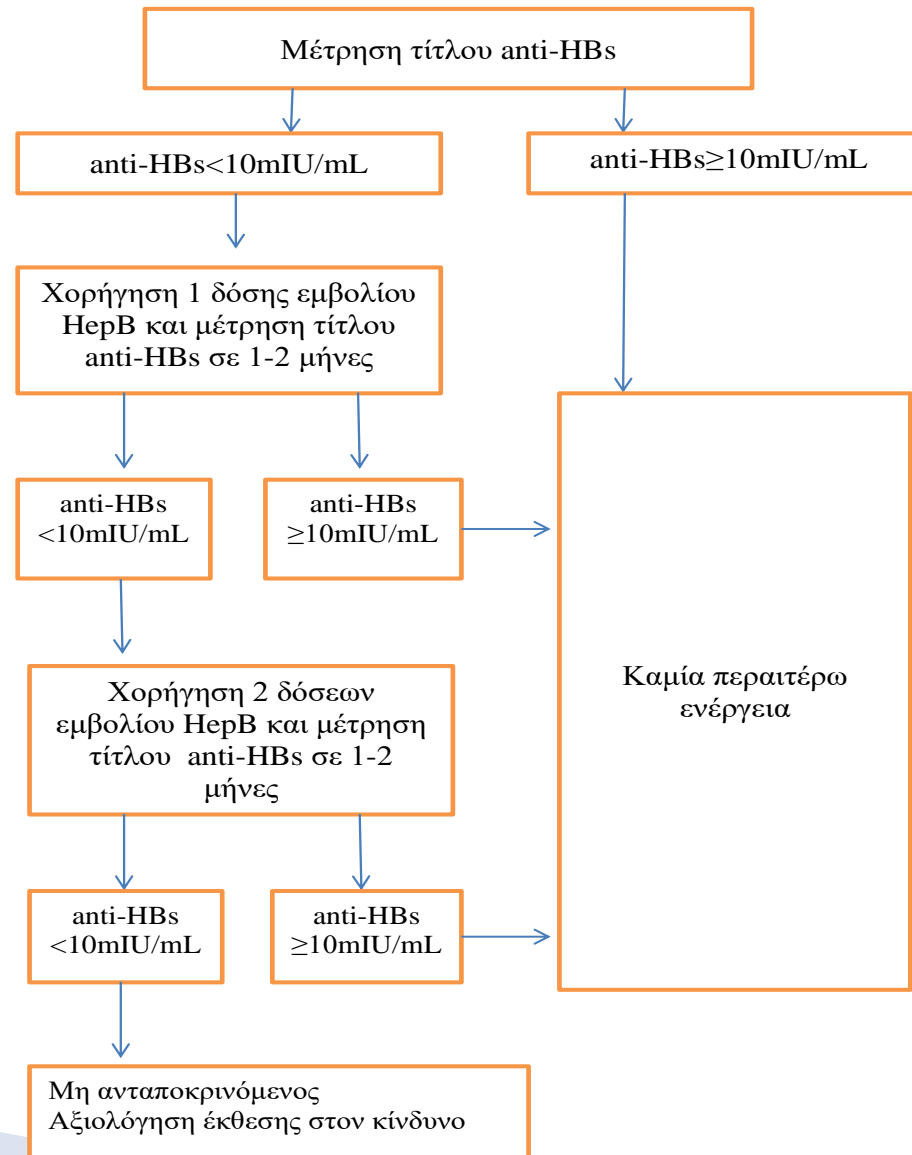 Μέτρηση τίτλου anti-HBs
anti-HBs<10mIU/mL
anti-HBs≥10mIU/mL
Χορήγηση 1 δόσης εμβολίου
HepB και μέτρηση τίτλου
anti-HBs σε 1-2 μήνες
anti-HBs
<10mIU/mL
anti-HBs
≥10mIU/mL
Χορήγηση 2 δόσεων
εμβολίου HepB και μέτρηση
τίτλου anti-HBs σε 1-2
μήνες
Καμία περαιτέρω
ενέργεια
anti-HBs
<10mIU/mL
anti-HBs
≥10mIU/mL
Μη ανταποκρινόμενος
Αξιολόγηση έκθεσης στον κίνδυνο